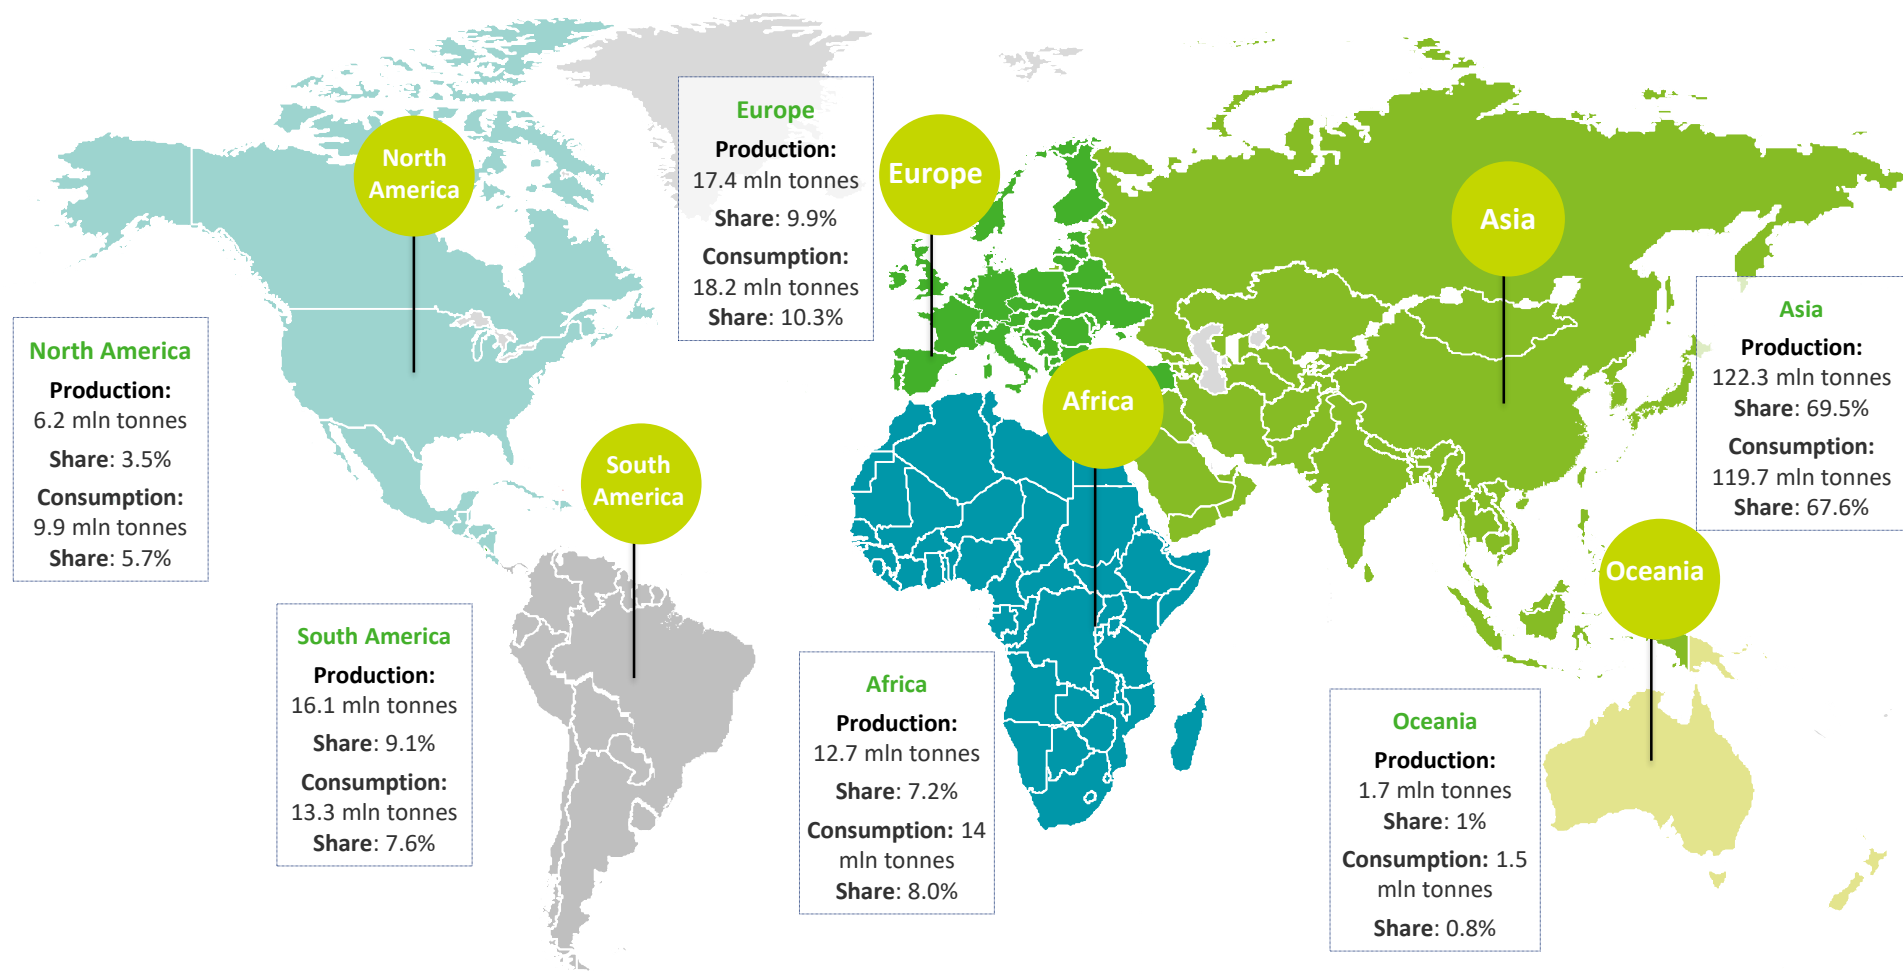 North
America
Europe
Asia
Africa
South
America
Oceania
Europe
Production:
17.4 mln tonnes
Share: 9.9%
Consumption:
18.2 mln tonnes
Share: 10.3%
North America
Production:
6.2 mln tonnes
Share: 3.5%
Consumption:
9.9 mln tonnes
Share: 5.7%
Asia
Production:
122.3 mln tonnes
Share: 69.5%
Consumption:
119.7 mln tonnes
Share: 67.6%
South America
Production:
16.1 mln tonnes
Share: 9.1%
Consumption:
13.3 mln tonnes
Share: 7.6%
Africa
Production:
12.7 mln tonnes
Share: 7.2%
Consumption: 14
mln tonnes
Share: 8.0%
Oceania
Production:
1.7 mln tonnes
Share: 1%
Consumption: 1.5
mln tonnes
Share: 0.8%